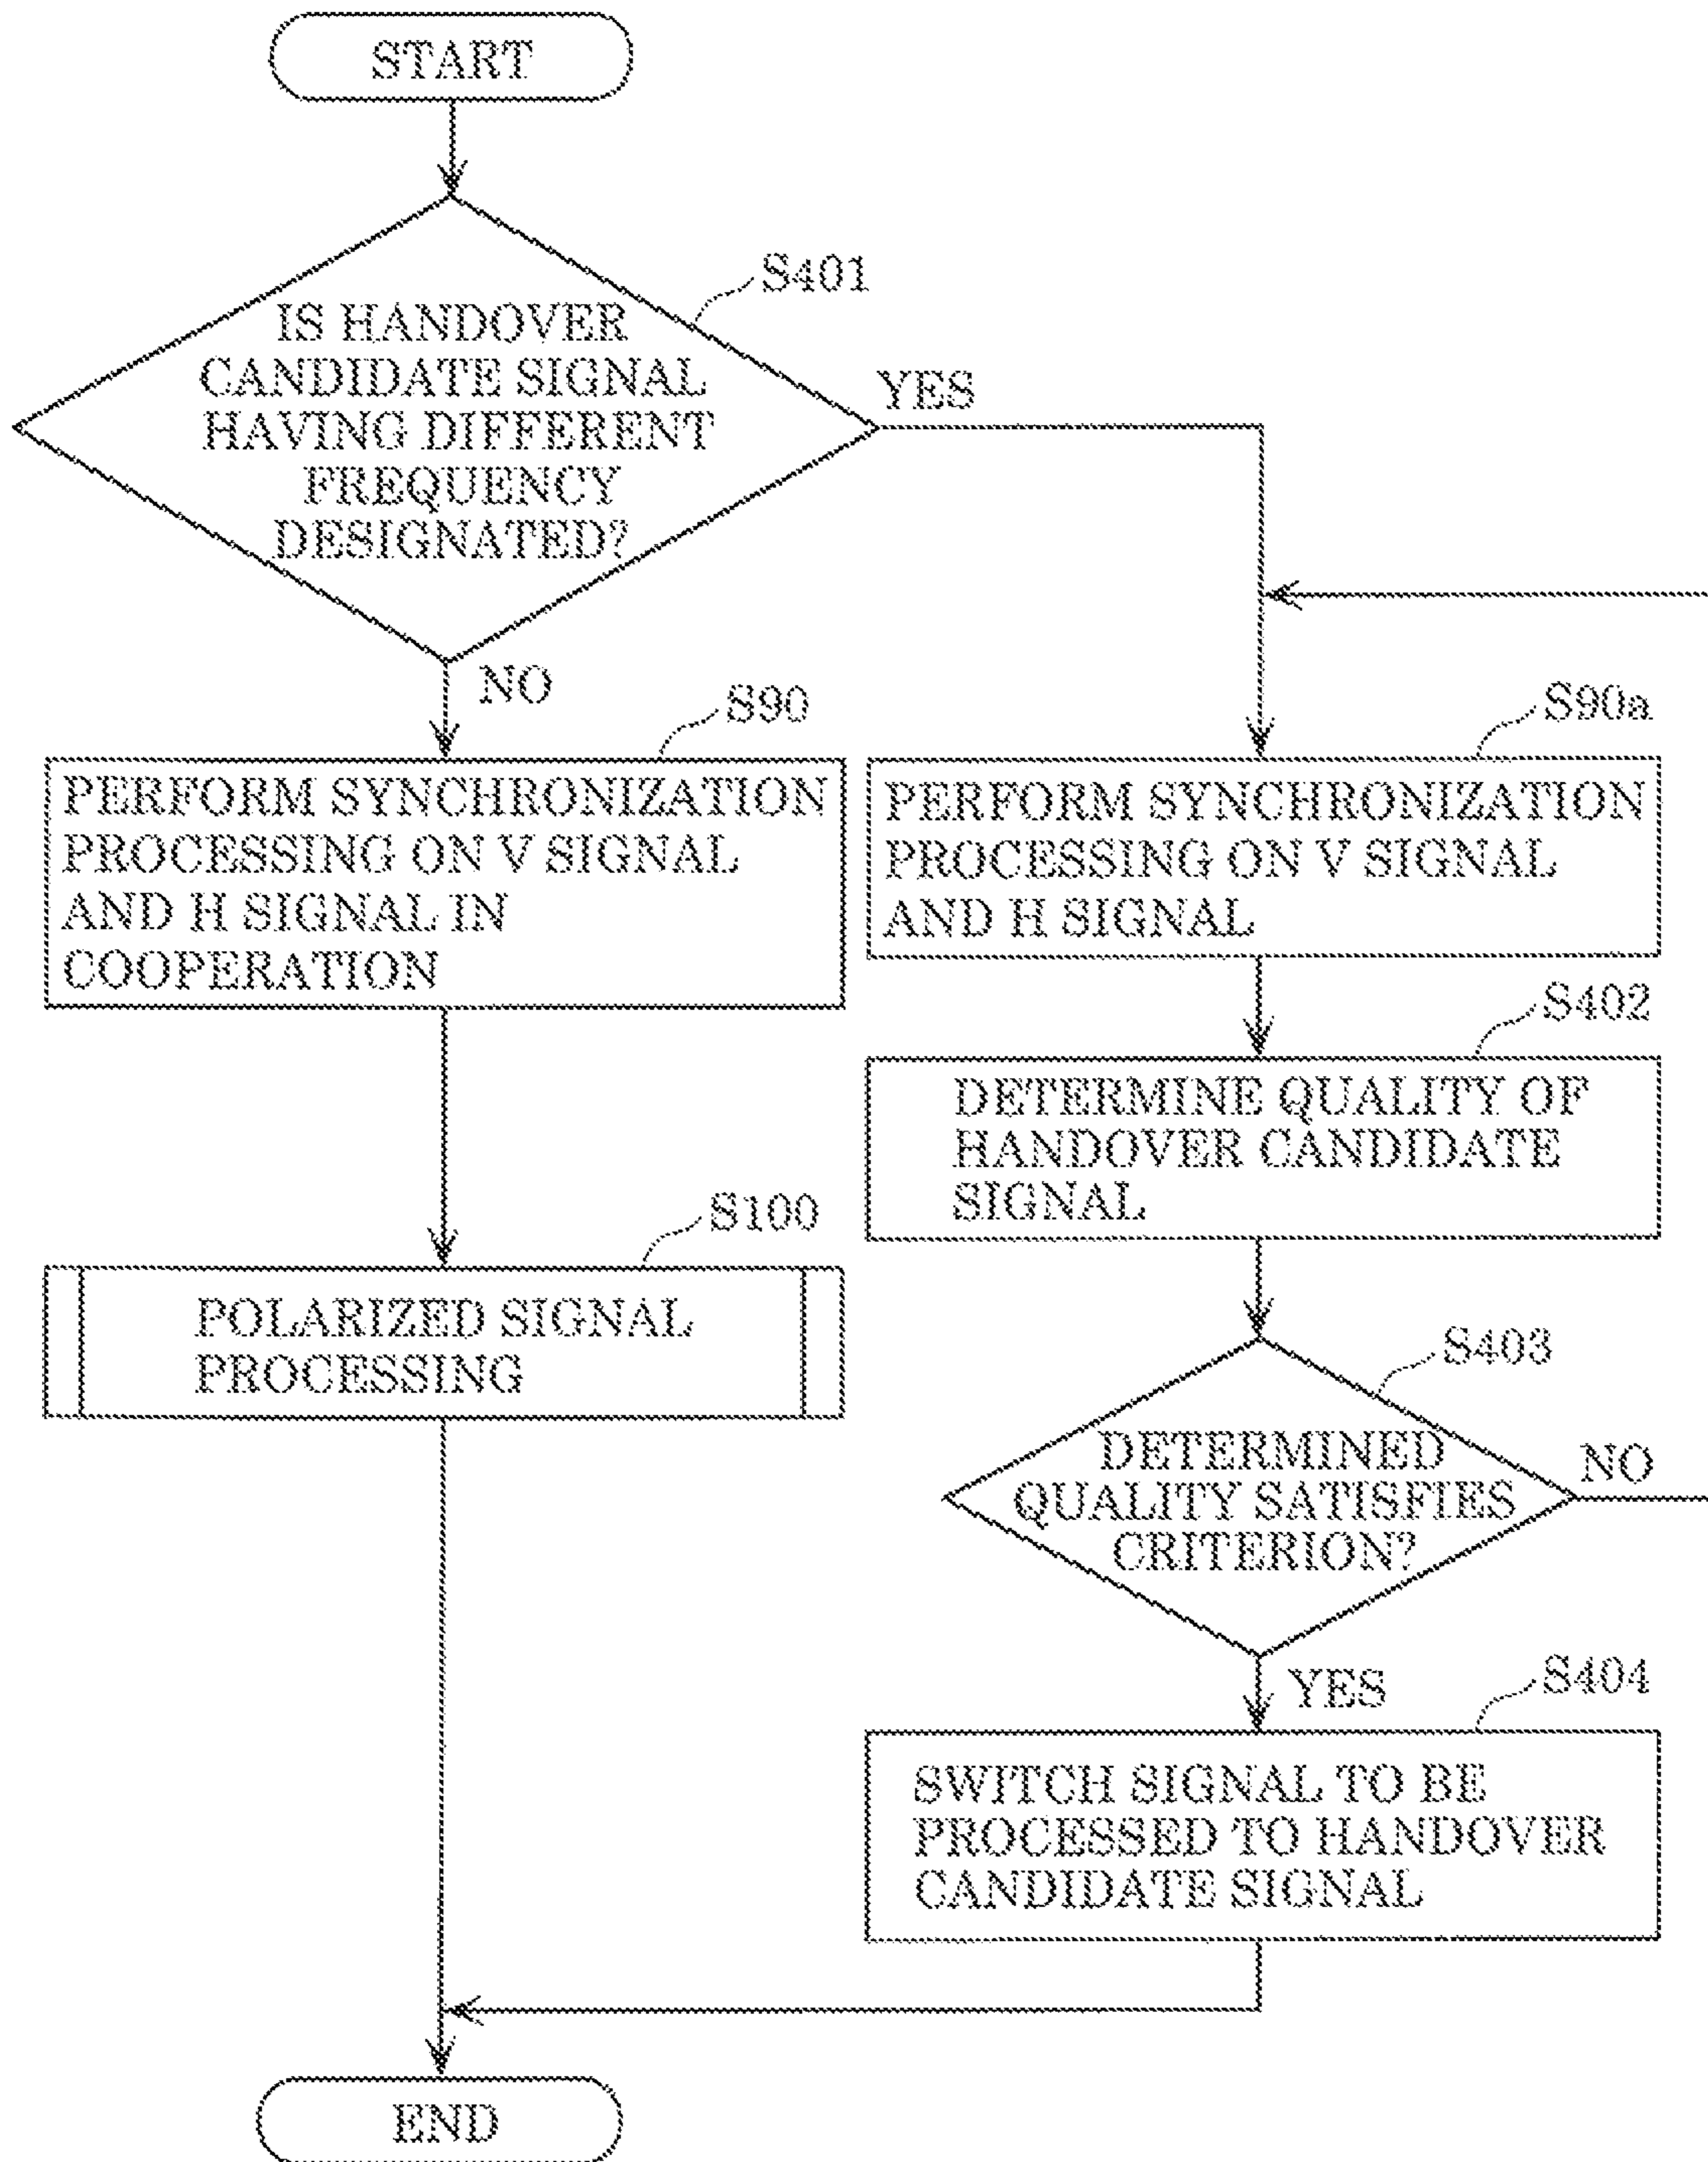 START
S401
IS HANDOVER
CANDIDATE SIGNAL
HAVING DIFFERENT
FREQUENCY
DESIGNATED?
YES
NO
S90
PERFORM SYNCHRONIZATION
PROCESSING ON V SIGNAL
AND H SIGNAL IN
COOPERATION
S90a
PERFORM SYNCHRONIZATION
PROCESSING ON V SIGNAL
AND H SIGNAL
S402
DETERMINE QUALITY OF
HANDOVER CANDIDATE
SIGNAL
S100
POLARIZED SIGNAL
PROCESSING
S403
DETERMINED
QUALITY SATISFIES
CRITERION?
NO
YES
S404
SWITCH SIGNAL TO BE
PROCESSED TO HANDOVER
CANDIDATE SIGNAL
END